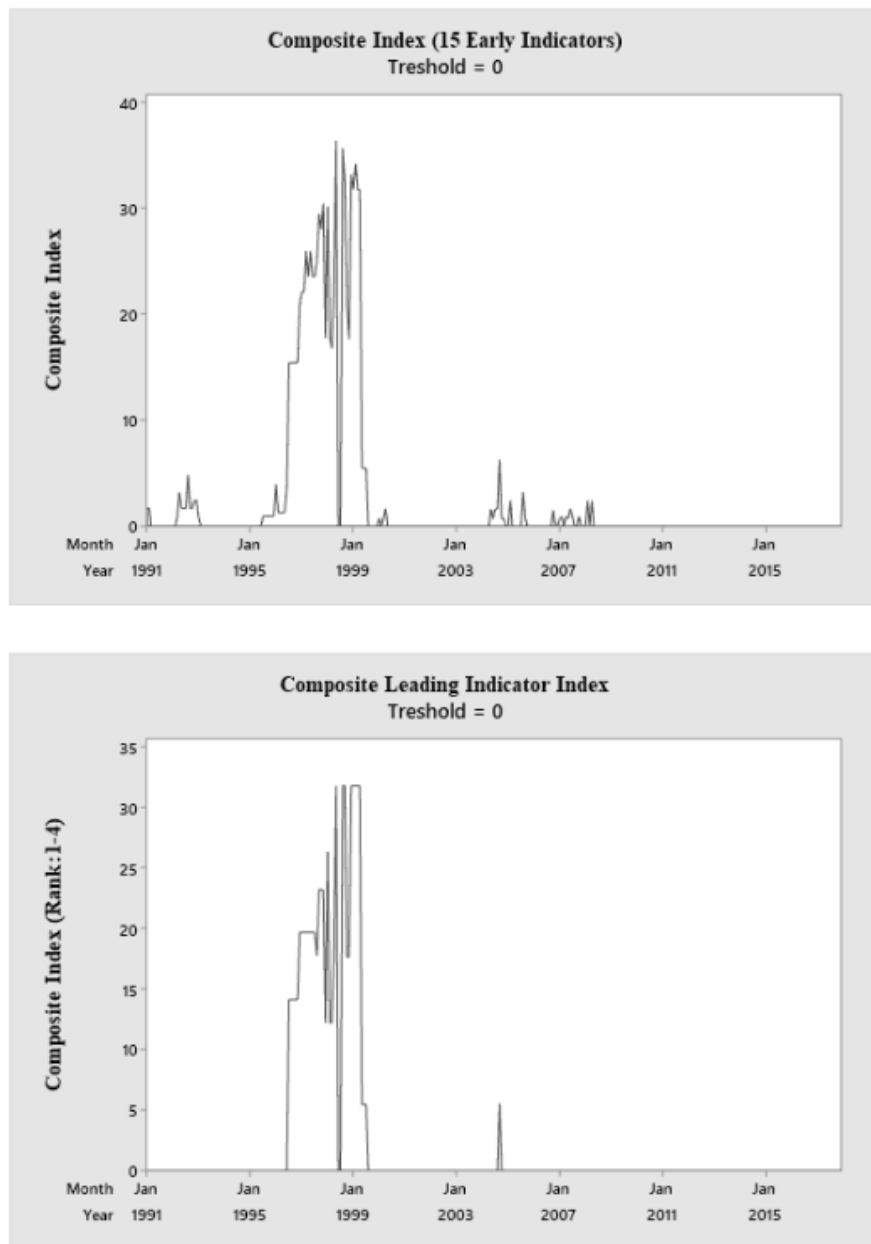 Composite Index (15 Early Indicators)
Treshold = 0
Composite Index
40
30
20
10
0
Month Jan Jan Jan Jan Jan Jan Jan
Year 1991 1995 1999 2003 2007 2011 2015
Composite Leading Indicator Index
Treshold = 0
Composite Index (Rank:1-4)
35
30
25
20
15
10
5
0
Month Jan Jan Jan Jan Jan Jan Jan
Year 1991 1995 1999 2003 2007 2011 2015